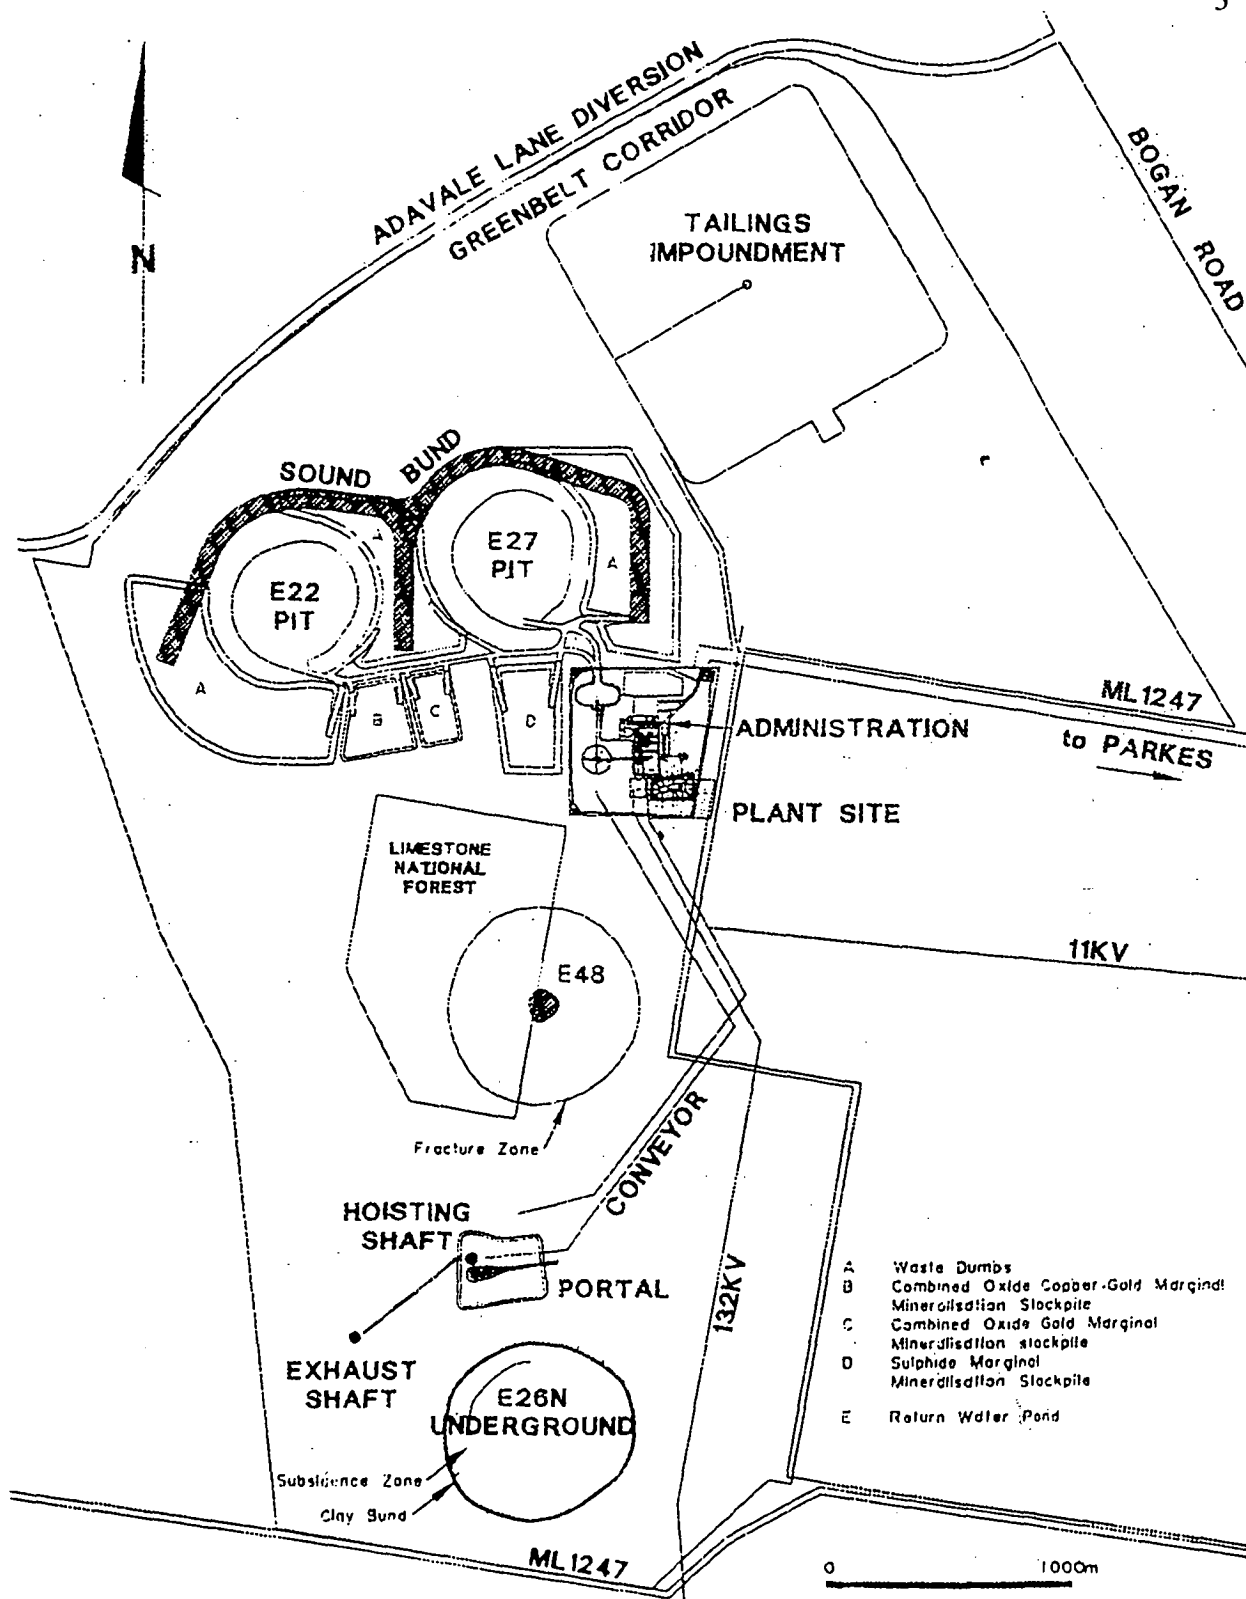 ADAVALE LANE DIVERSION
GREENBELT CORRIDOR
BOGAN ROAD
N
TAILINGS
IMPOUNDMENT
SOUND BUND
E27
PIT
A
E22
PIT
A
B
C
D
ML1247
to PARKES
ADMINISTRATION
PLANT SITE
LIMESTONE
NATIONAL
FOREST
11KV
E48
Fracture Zone
CONVEYOR
HOISTING
SHAFT
PORTAL
132KV
EXHAUST
SHAFT
E26N
UNDERGROUND
Subsidence Zone
Clay Bund
ML1247
A Waste Dumbs
B Combined Oxide Copper-Gold Marginal
Mineralisation Stockpile
C Combined Oxide Gold Marginal
Mineralisation stockpile
D Sulphide Marginal
Mineralisation Stockpile
E Return Water Pond
0 1000m